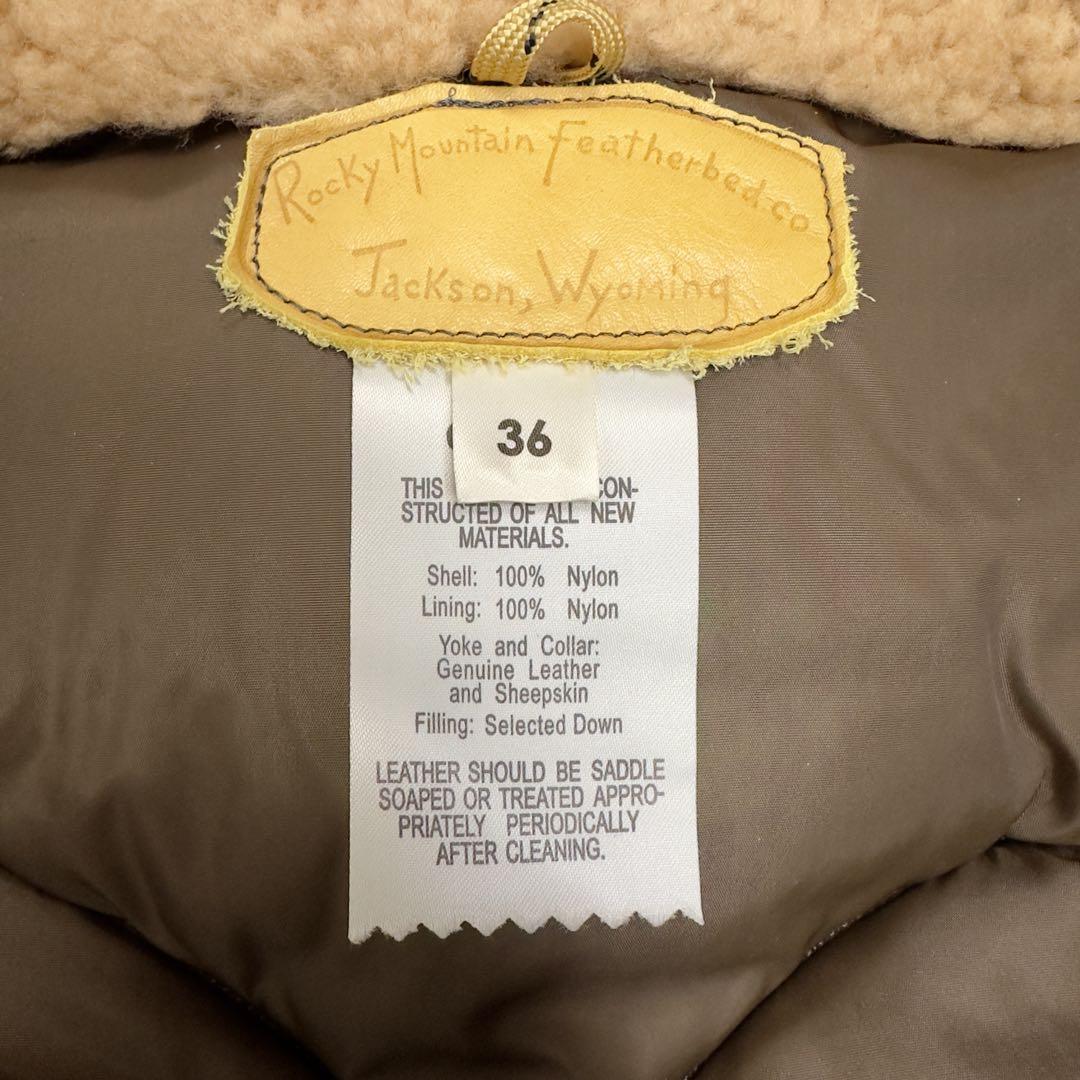 Rocky Mountain Featherbed.co
Jackson, Wyoming
36
THIS CON-
STRUCTED OF ALL NEW
MATERIALS.
Shell: 100% Nylon
Lining: 100% Nylon
Yoke and Collar:
Genuine Leather
and Sheepskin
Filling: Selected Down
LEATHER SHOULD BE SADDLE
SOAPED OR TREATED APPRO-
PRIATELY PERIODICALLY
AFTER CLEANING.